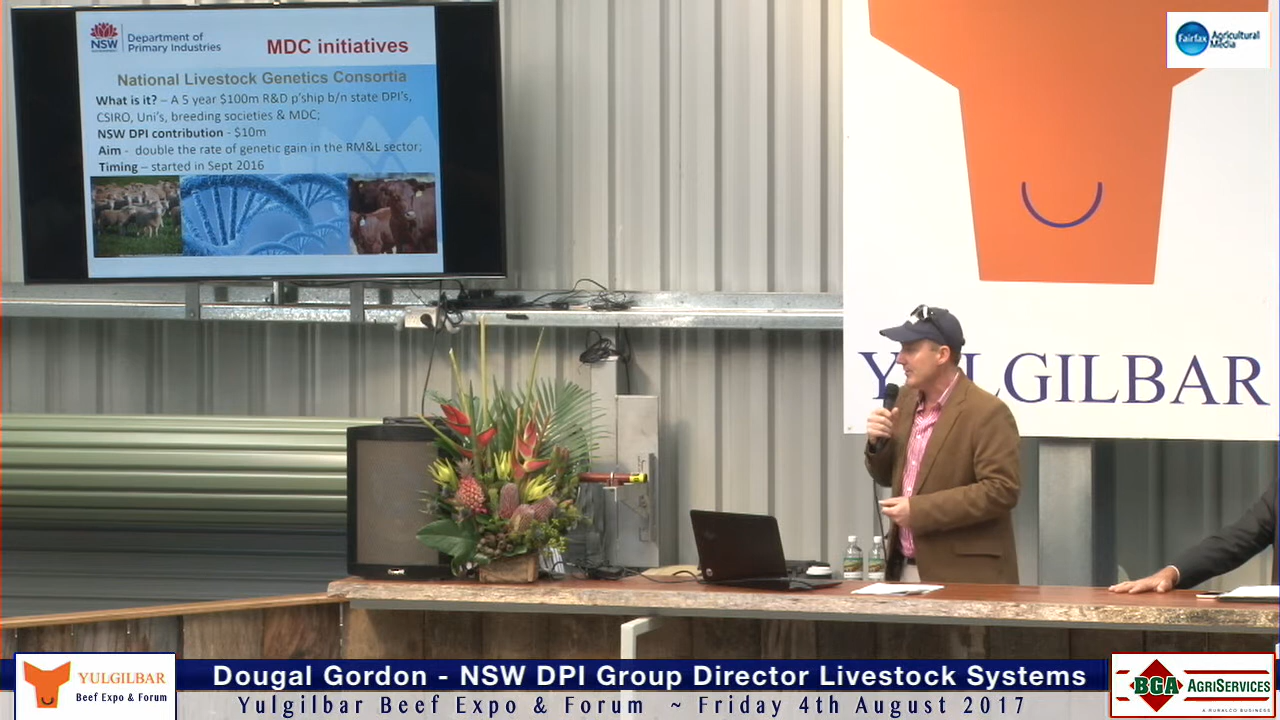 NSW
Department of
Primary Industries
MDC initiatives
National Livestock Genetics Consortia
What is it? – A 5 year $100m R&D p'ship b/n state DPI's,
CSIRO, Uni's, breeding societies & MDC;
NSW DPI contribution - $10m
Aim - double the rate of genetic gain in the RM&L sector;
Timing – started in Sept 2016
Fairfax Agricultural
Media
YULGILBAR
YULGILBAR
Beef Expo & Forum
Dougal Gordon - NSW DPI Group Director Livestock Systems
Yulgilbar Beef Expo & Forum ~ Friday 4th August 2017
BGA AGRISERVICES
A RURALCO BUSINESS